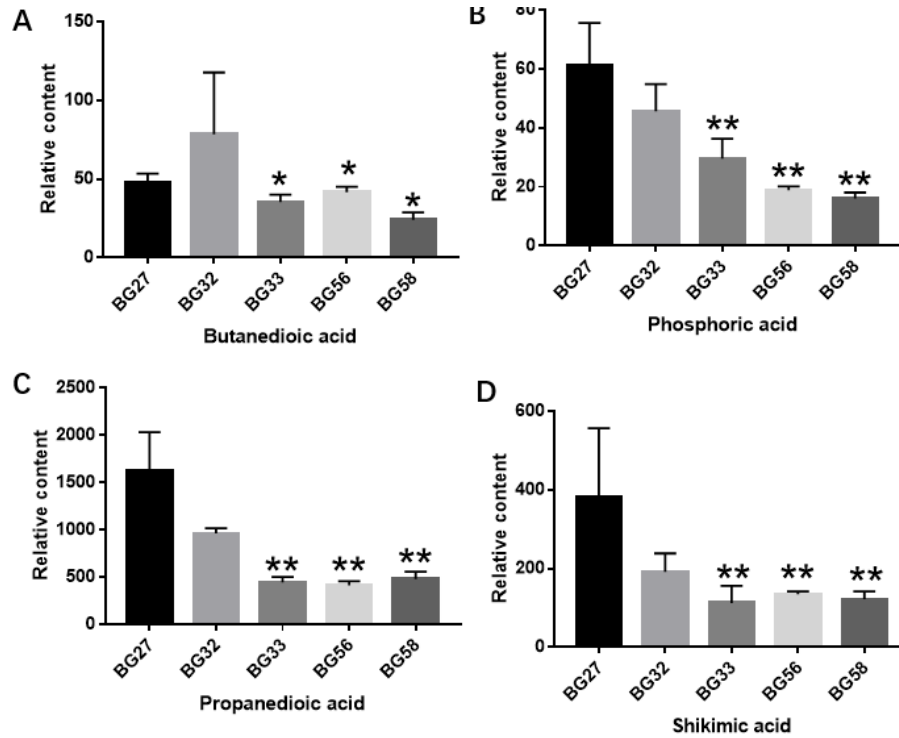 A
Relative content
150
100
50
0
*
*
*
BG27
BG32
BG33
BG56
BG58
Butanedioic acid
B
Relative content
80
60
40
20
0
**
**
**
BG27
BG32
BG33
BG56
BG58
Phosphoric acid
C
Relative content
2500
2000
1500
1000
500
0
**
**
**
BG27
BG32
BG33
BG56
BG58
Propanedioic acid
D
Relative content
600
400
200
0
**
**
**
BG27
BG32
BG33
BG56
BG58
Shikimic acid